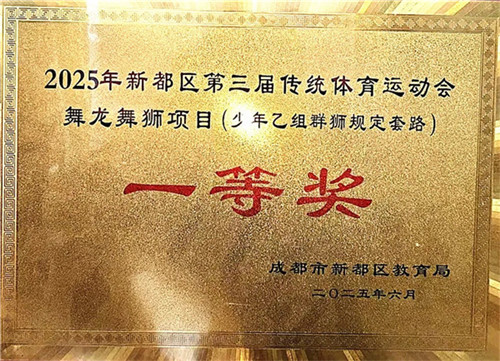 2025年新都区第三届传统体育运动会
舞龙舞狮项目(少年乙组群狮规定套路)
一等奖
成都市新都区教育局
二〇二五年六月